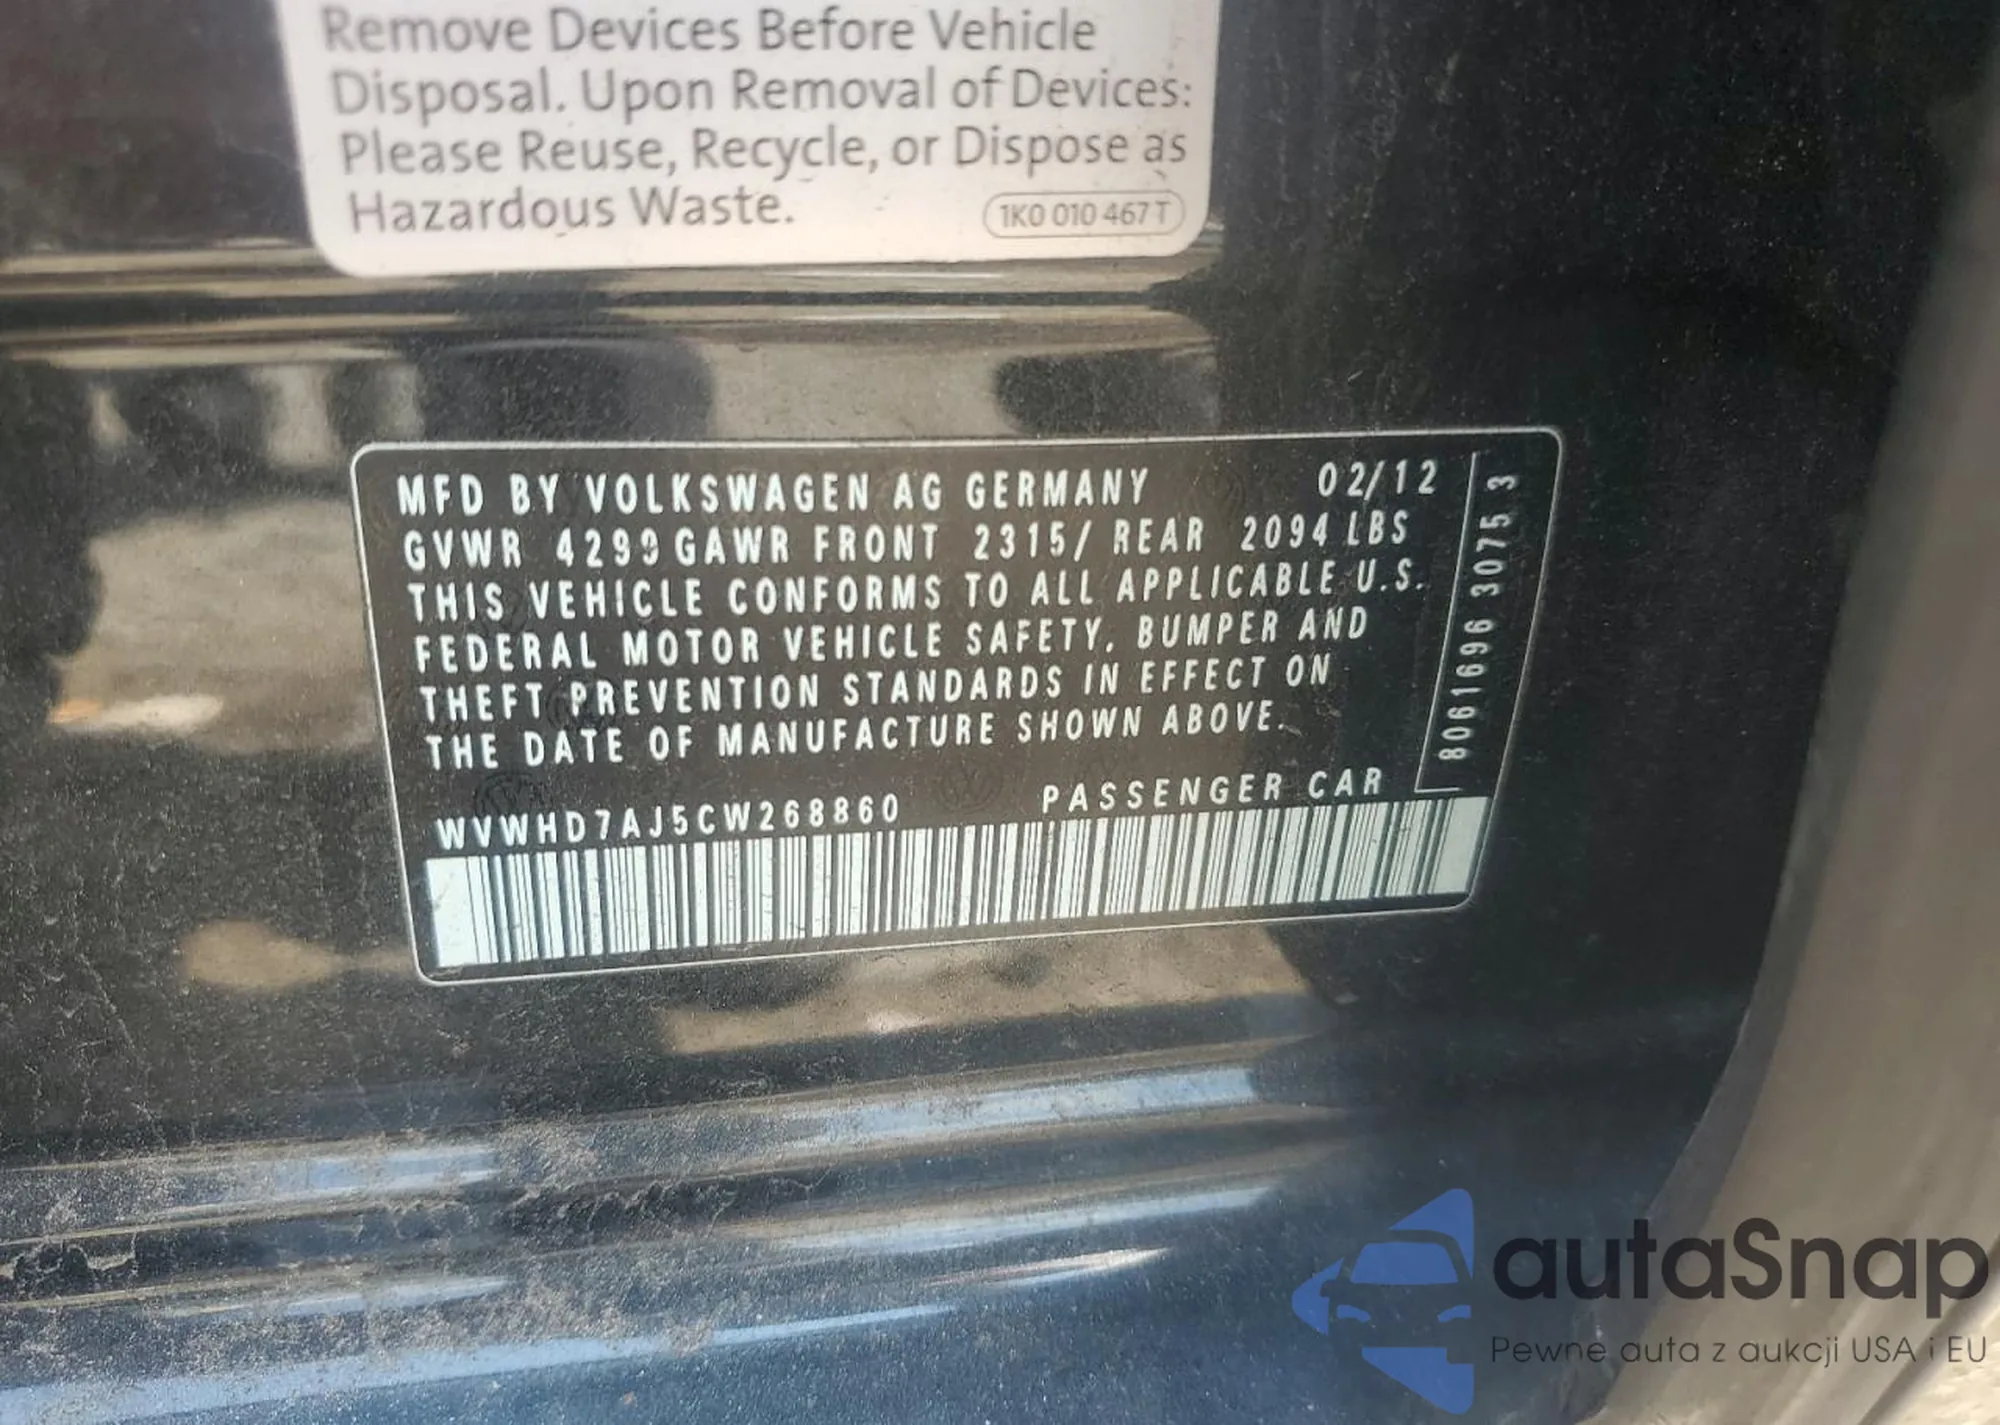 Remove Devices Before Vehicle
Disposal. Upon Removal of Devices:
Please Reuse, Recycle, or Dispose as
Hazardous Waste.
1K0 010 467 T
MFD BY VOLKSWAGEN AG GERMANY 02/12
GVWR 4299 GAWR FRONT 2315/ REAR 2094 LBS
THIS VEHICLE CONFORMS TO ALL APPLICABLE U.S.
FEDERAL MOTOR VEHICLE SAFETY, BUMPER AND
THEFT PREVENTION STANDARDS IN EFFECT ON
THE DATE OF MANUFACTURE SHOWN ABOVE.
WVWHD7AJ5CW268860 PASSENGER CAR
8061696 3075 3
autaSnap
Pewne auta z aukcji USA i EU